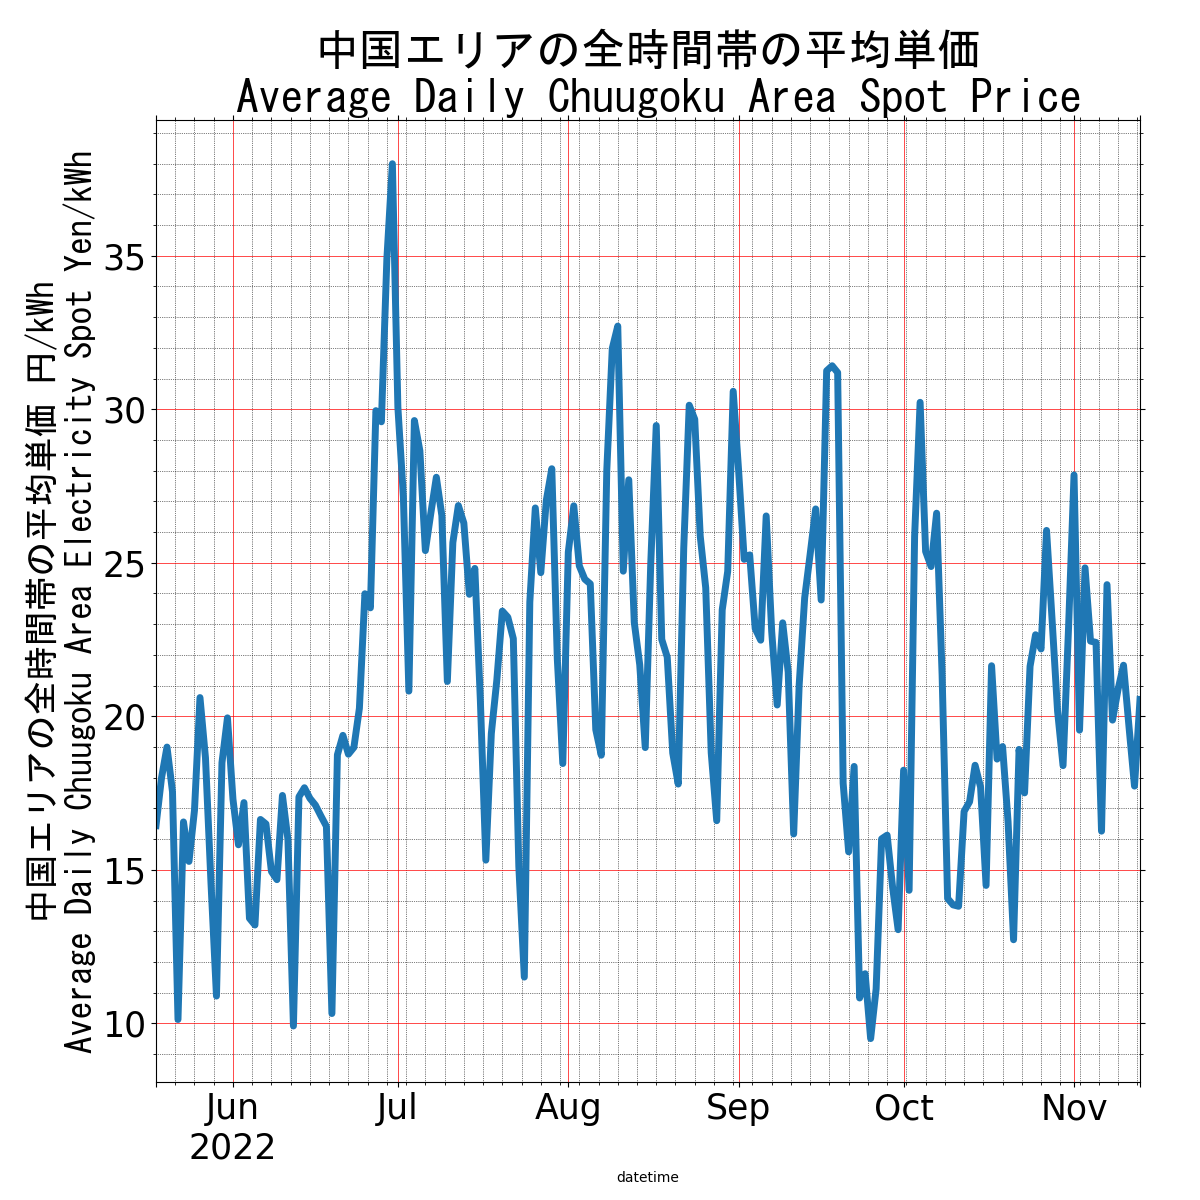 中国エリアの全時間帯の平均単価
Average Daily Chuugoku Area Spot Price
中国エリアの全時間帯の平均単価 円/kWh
Average Daily Chuugoku Area Electricity Spot Yen/kWh
35
30
25
20
15
10
Jun
2022
Jul
Aug
Sep
Oct
Nov
datetime